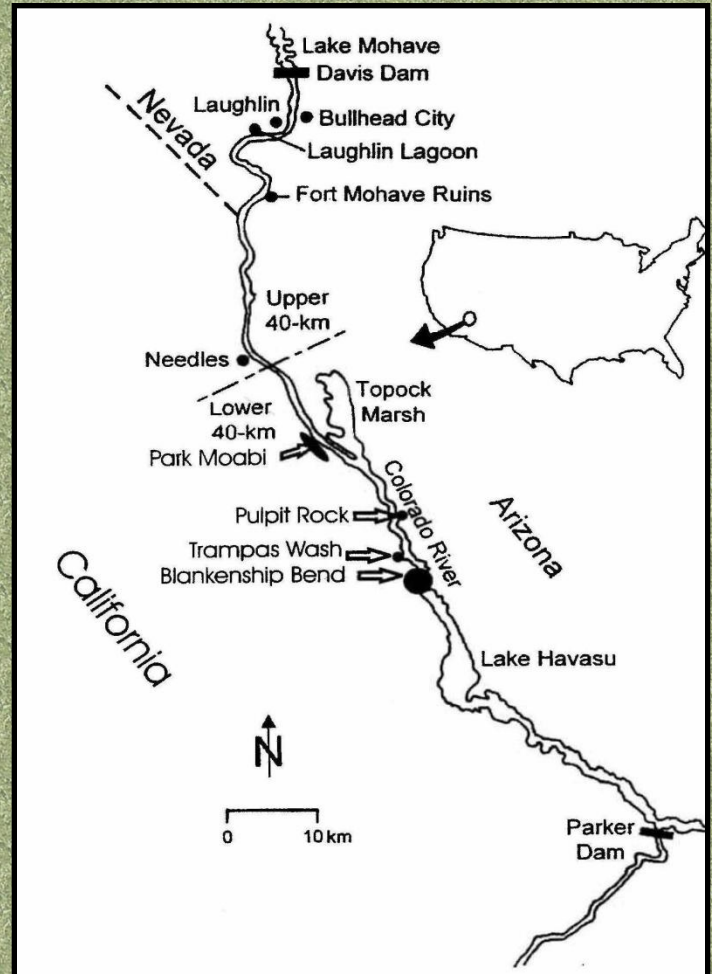 Lake Mohave
Davis Dam
Laughlin
Bullhead City
Nevada
Laughlin Lagoon
Fort Mohave Ruins
Upper
40-km
Needles
Topock
Marsh
Lower
40-km
Park Moabi
Colorado River
Pulpit Rock
Arizona
Trampas Wash
Blankenship Bend
California
Lake Havasu
N
0 10 km
Parker
Dam